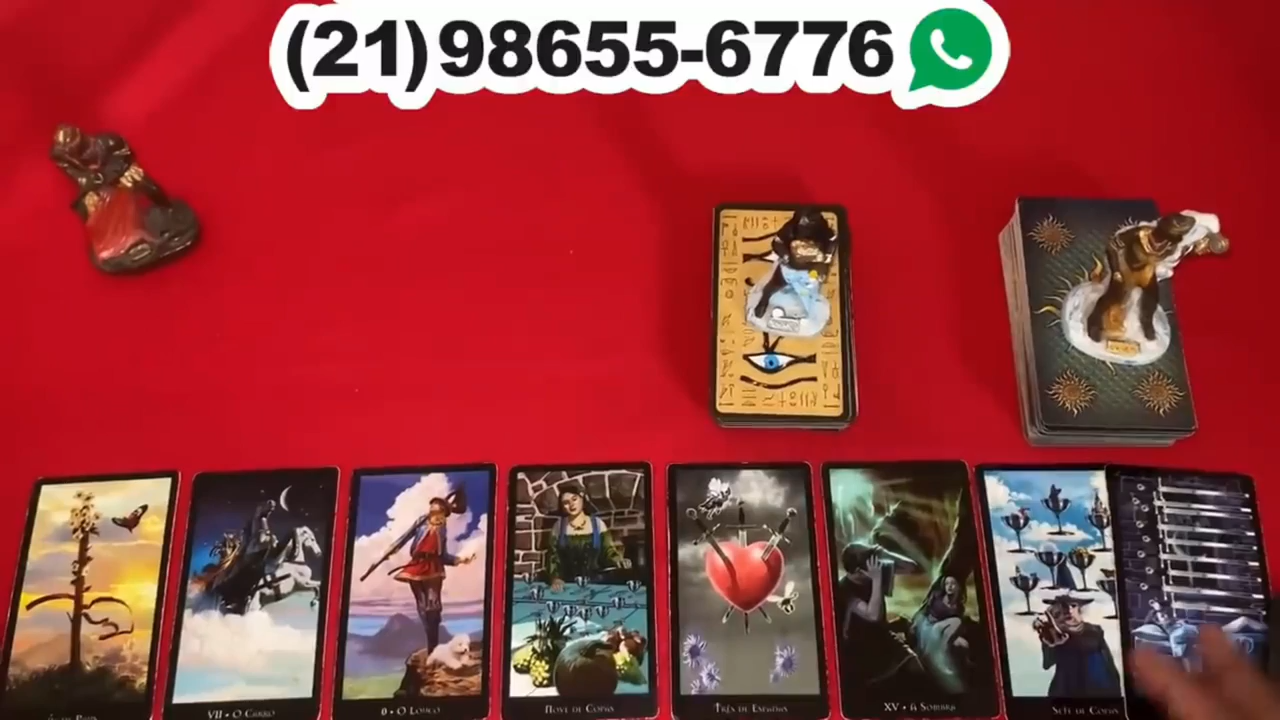 (21)98655-6776
VII • O CARRO
0 • O LOUCO
NOVE DE COPAS
TRÊS DE ESPADAS
XV • A SOMBRA
SETE DE COPAS